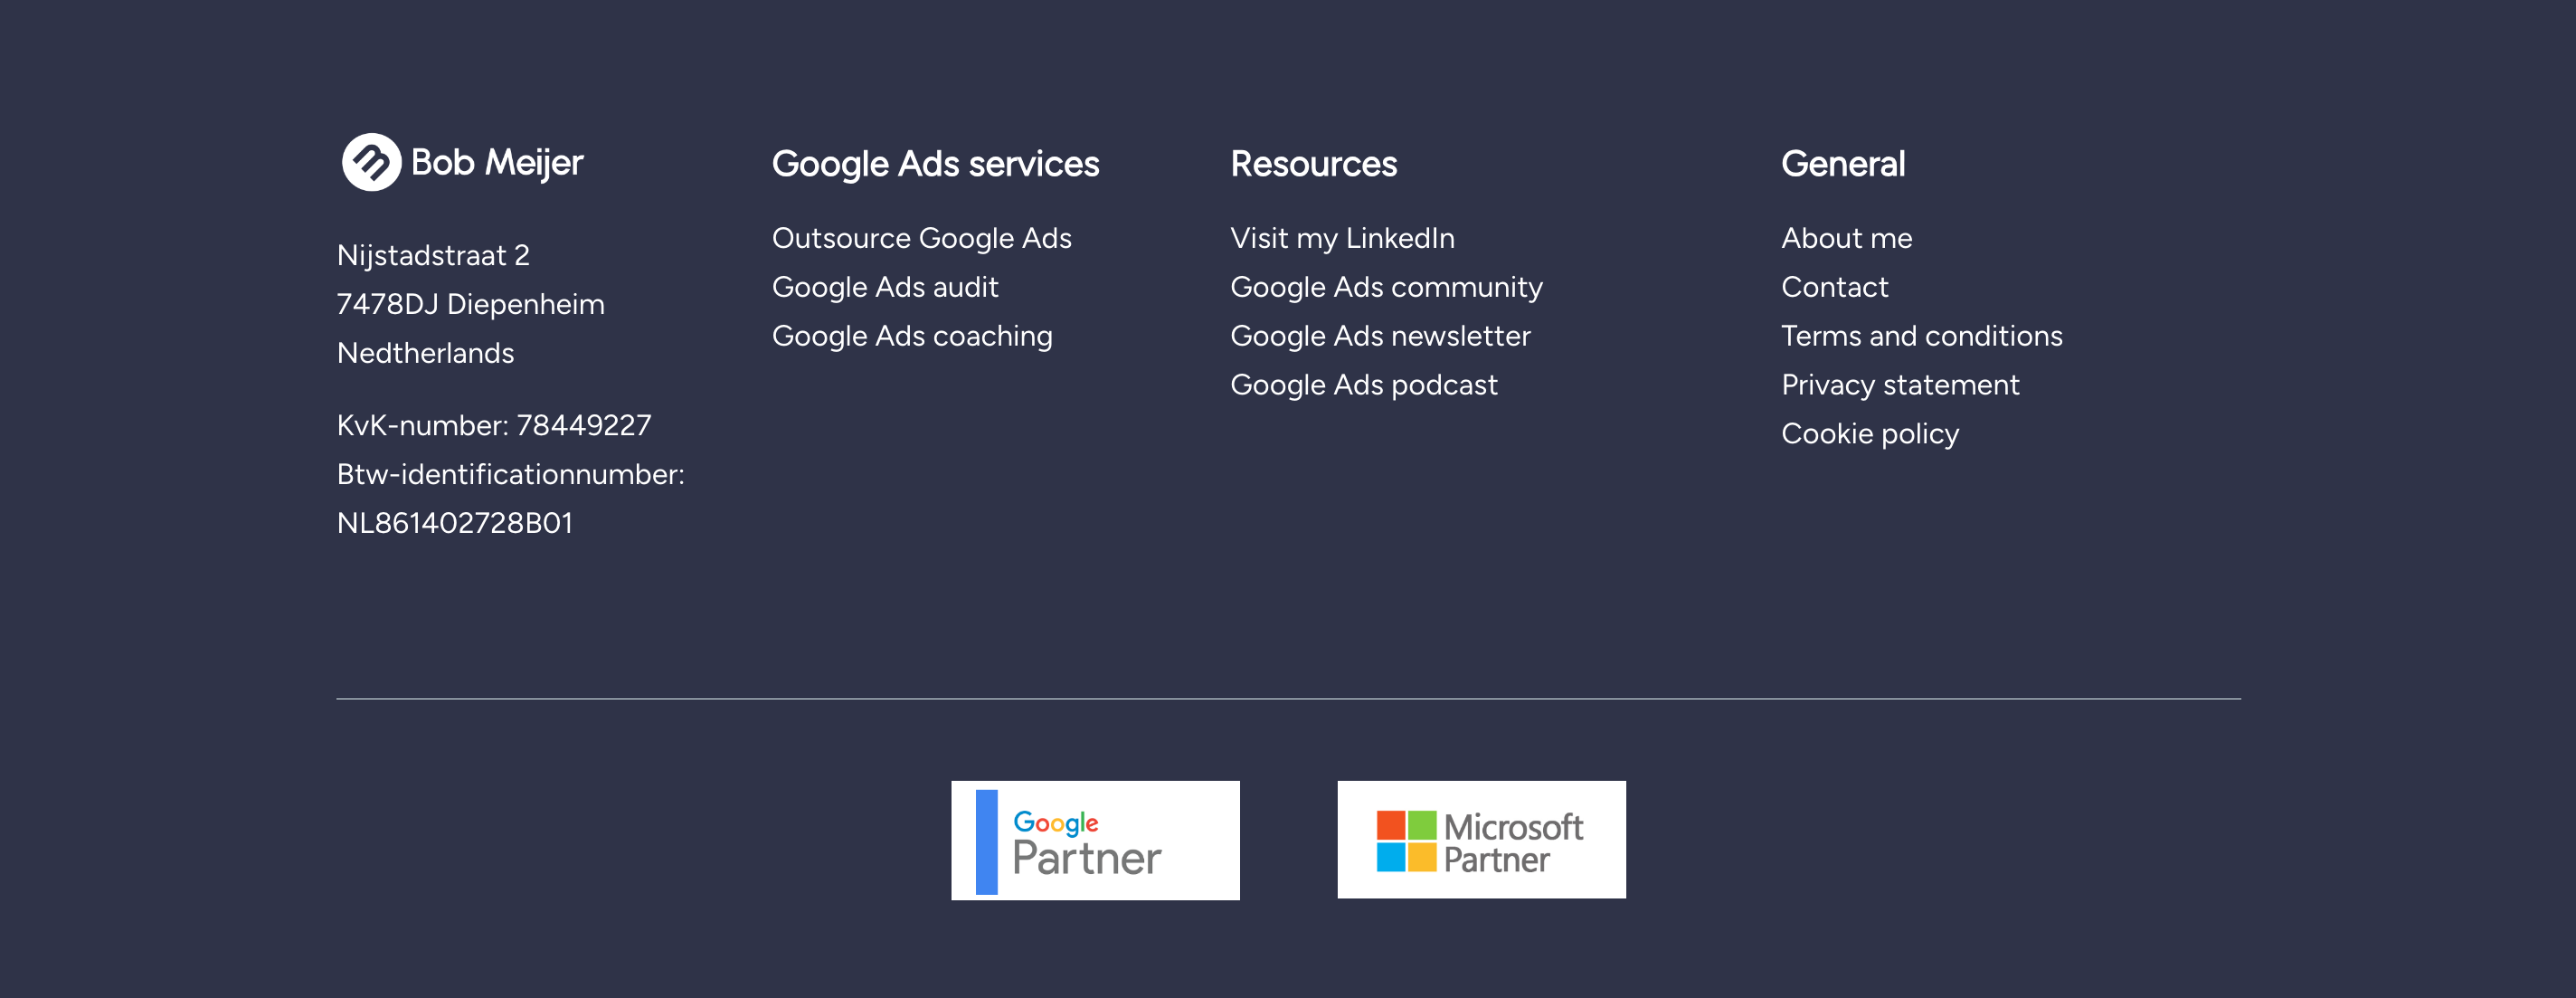 Bob Meijer
Nijstadstraat 2
7478DJ Diepenheim
Nedtherlands
KvK-number: 78449227
Btw-identificationnumber:
NL861402728B01
Google Ads services
Outsource Google Ads
Google Ads audit
Google Ads coaching
Resources
Visit my LinkedIn
Google Ads community
Google Ads newsletter
Google Ads podcast
General
About me
Contact
Terms and conditions
Privacy statement
Cookie policy
Google
Partner
Microsoft
Partner